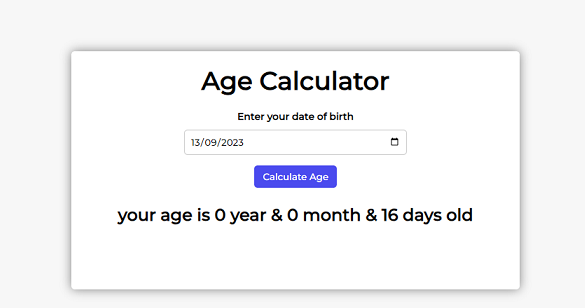 Age Calculator
Enter your date of birth
13/09/2023
Calculate Age
your age is 0 year & 0 month & 16 days old